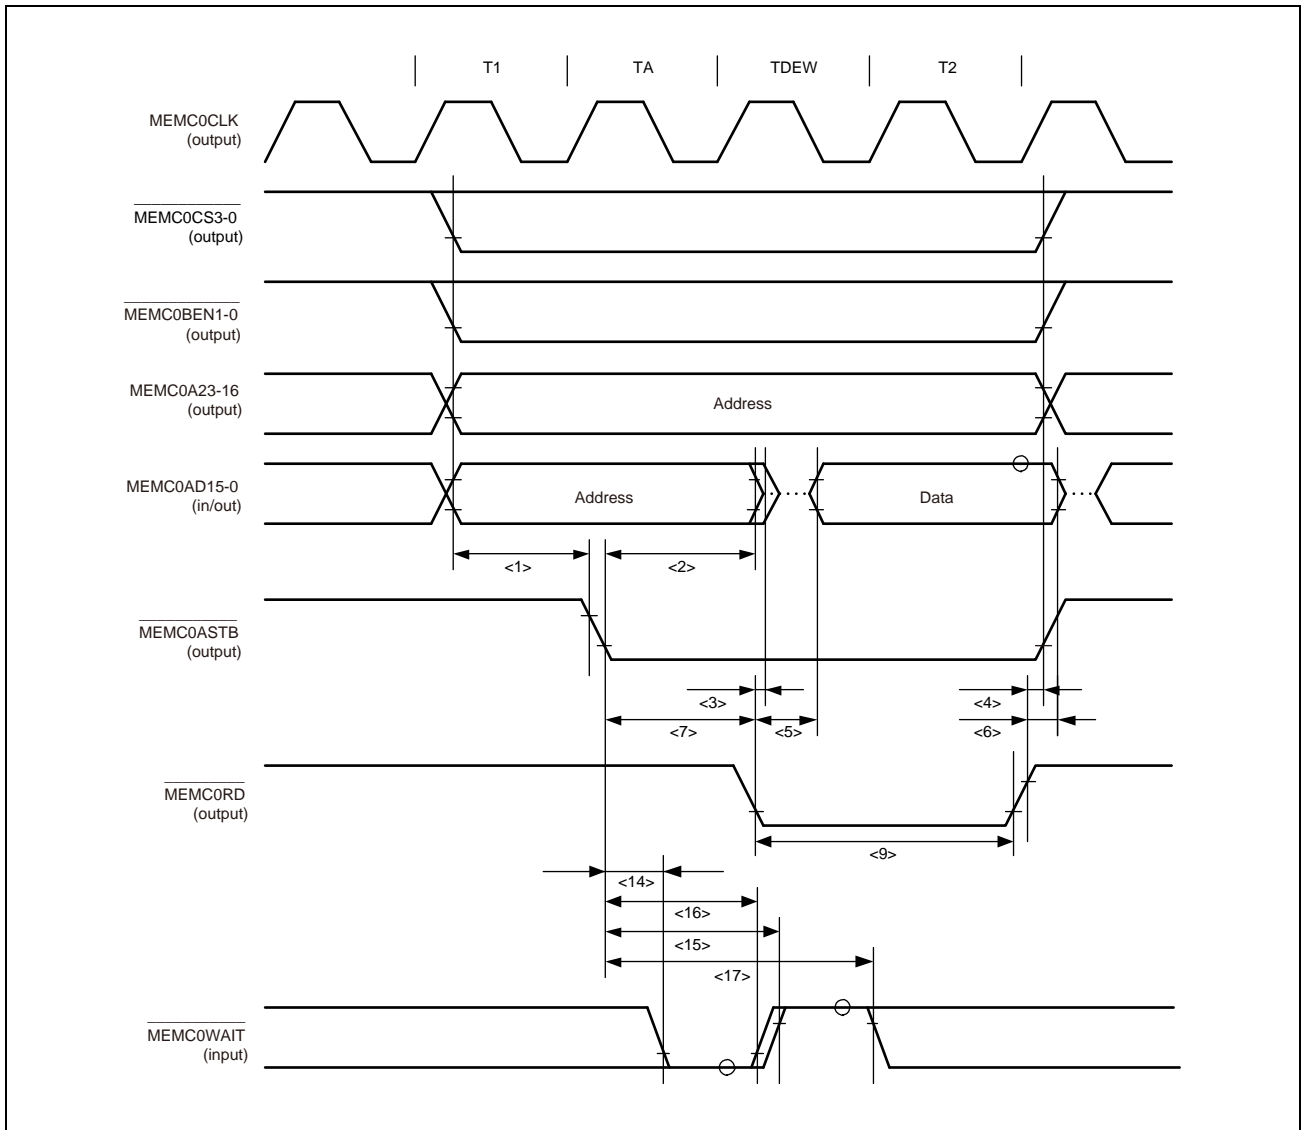 T1 TA TDEW T2
MEMC0CLK
(output)
MEMC0CS3-0
(output)
MEMC0BEN1-0
(output)
MEMC0A23-16
(output)
Address
MEMC0AD15-0
(in/out)
Address
Data
<1>
<2>
MEMC0ASTB
(output)
<3>
<4>
<7>
<5>
<6>
MEMC0RD
(output)
<9>
<14>
<16>
<15>
<17>
MEMC0WAIT
(input)